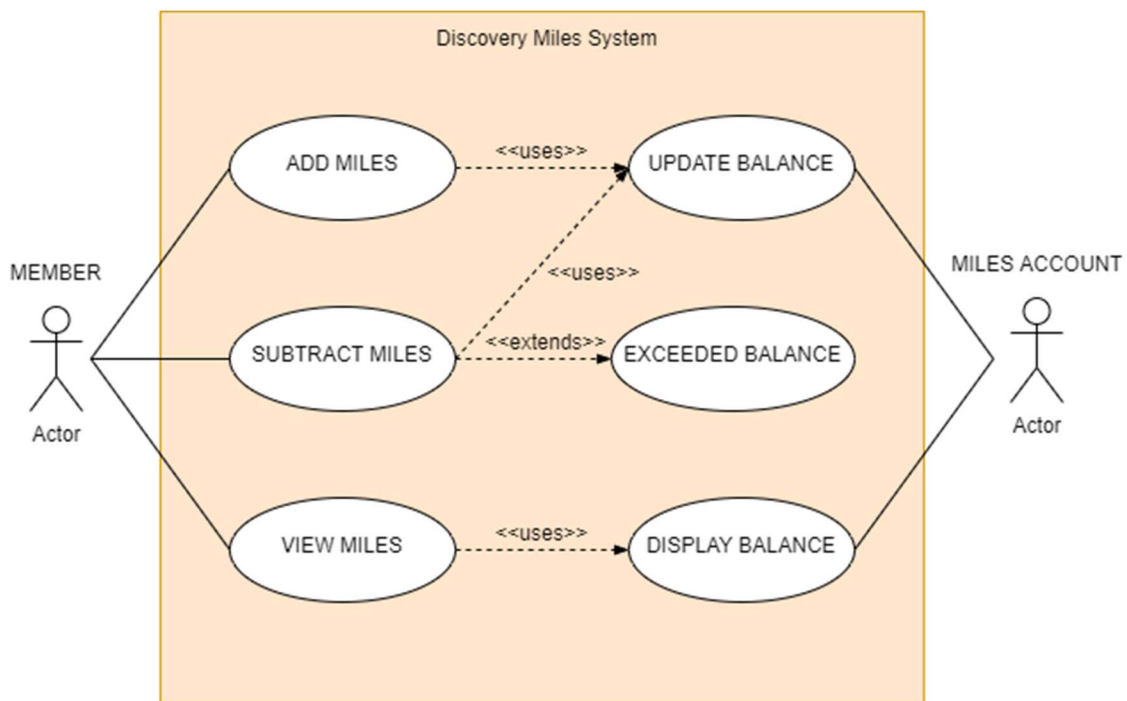 Discovery Miles System
ADD MILES
<<uses>>
UPDATE BALANCE
MEMBER
<<uses>>
MILES ACCOUNT
SUBTRACT MILES
<<extends>>
EXCEEDED BALANCE
Actor
Actor
VIEW MILES
<<uses>>
DISPLAY BALANCE